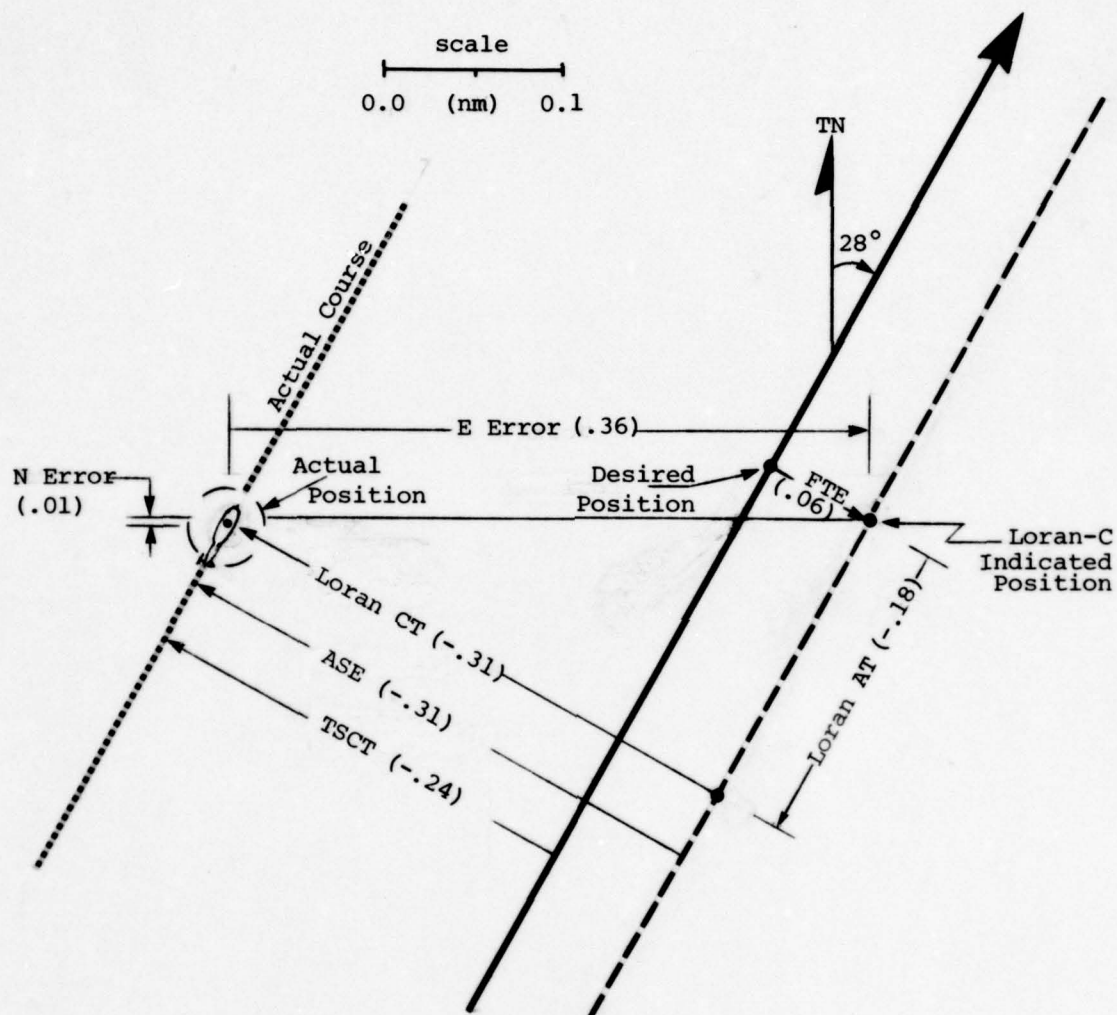 scale
0.0 (nm) 0.1
TN
28°
Actual Course
E Error (.36)
N Error
(.01)
Actual
Position
Desired
Position
FTE
(.06)
Loran-C
Indicated
Position
Loran CT (-.31)
ASE (-.31)
TSCT (-.24)
Loran AT (-.18)